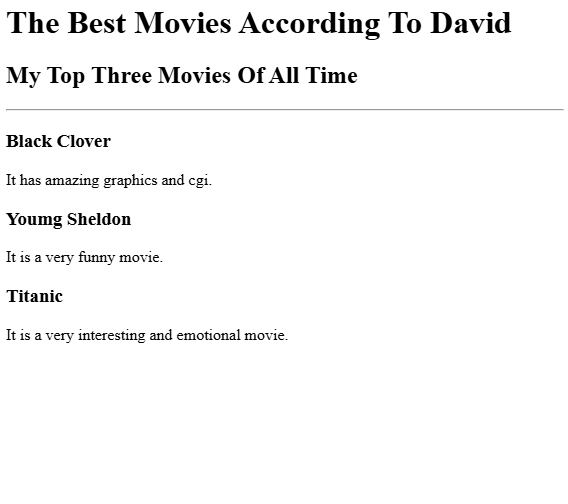 The Best Movies According To David
My Top Three Movies Of All Time
Black Clover
It has amazing graphics and cgi.
Youmg Sheldon
It is a very funny movie.
Titanic
It is a very interesting and emotional movie.